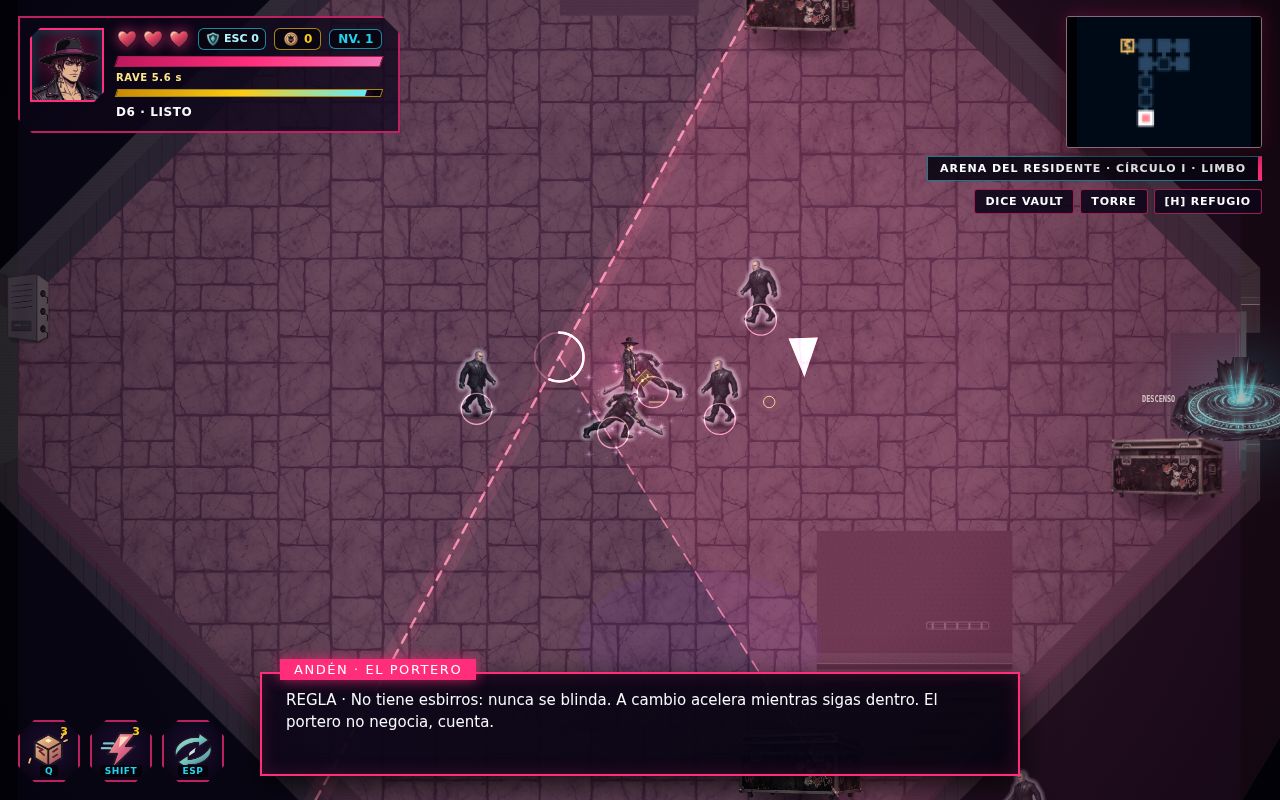 ESC 0
0
NV. 1
RAVE 5.6 s
D6 · LISTO
ARENA DEL RESIDENTE · CÍRCULO I · LIMBO
DICE VAULT
TORRE
[H] REFUGIO
DESCENSO
ANDÉN · EL PORTERO
REGLA · No tiene esbirros: nunca se blinda. A cambio acelera mientras sigas dentro. El
portero no negocia, cuenta.
3
Q
3
SHIFT
ESP